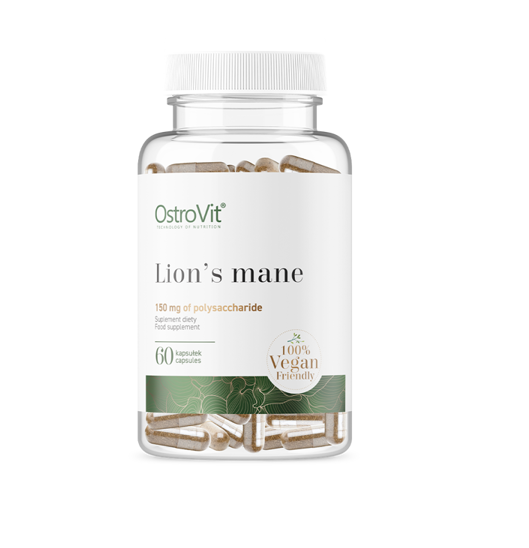 OstroVit®
TECHNOLOGY OF NUTRITION
Lion's mane
150 mg of polysaccharide
Suplement diety
Food supplement
60 kapsułek
capsules
100%
Vegan
Friendly